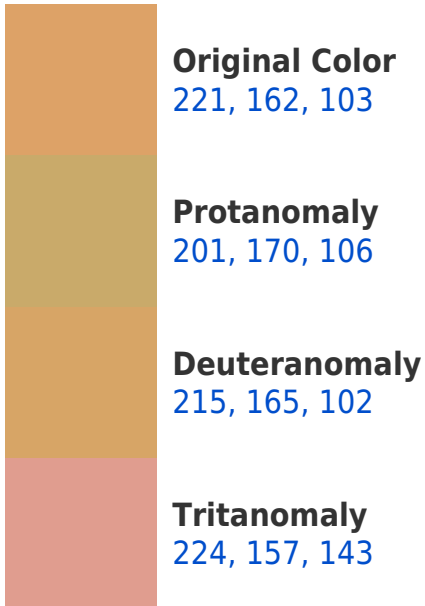 Original Color
221, 162, 103
Protanomaly
201, 170, 106
Deuteranomaly
215, 165, 102
Tritanomaly
224, 157, 143